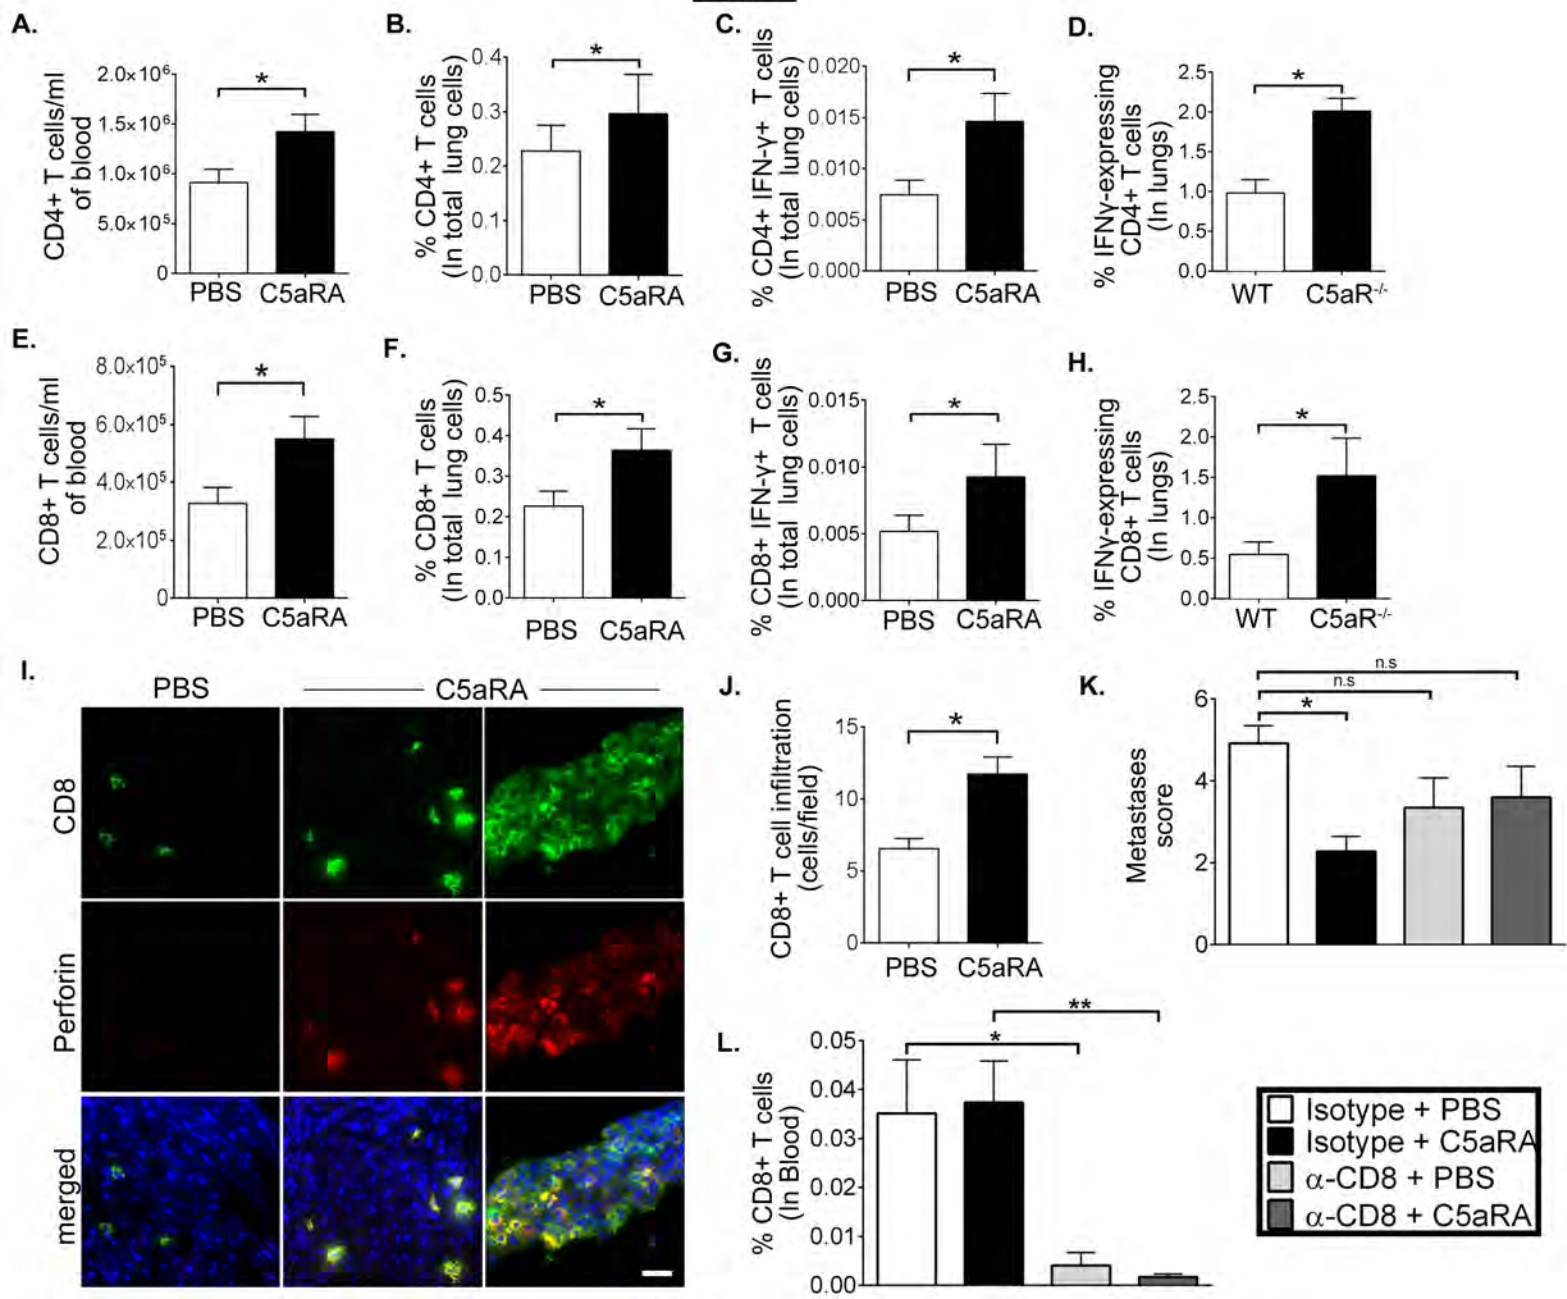 A.
CD4+ T cells/ml
of blood
2.0×10⁶
1.5×10⁶
1.0×10⁶
5.0×10⁵
0
*
PBS C5aRA
B.
% CD4+ T cells
(In total lung cells)
0.4
0.3
0.2
0.1
0.0
*
PBS C5aRA
C.
% CD4+ IFN-γ+ T cells
(In total lung cells)
0.020
0.015
0.010
0.005
0.000
*
PBS C5aRA
D.
% IFNγ-expressing
CD4+ T cells
(In lungs)
2.5
2.0
1.5
1.0
0.5
0.0
*
WT C5aR-/-
E.
CD8+ T cells/ml
of blood
8.0×10⁵
6.0×10⁵
4.0×10⁵
2.0×10⁵
0
*
PBS C5aRA
F.
% CD8+ T cells
(In total lung cells)
0.5
0.4
0.3
0.2
0.1
0.0
*
PBS C5aRA
G.
% CD8+ IFN-γ+ T cells
(In total lung cells)
0.015
0.010
0.005
0.000
*
PBS C5aRA
H.
% IFNγ-expressing
CD8+ T cells
(In lungs)
2.5
2.0
1.5
1.0
0.5
0.0
*
WT C5aR-/-
I.
PBS C5aRA
CD8
Perforin
merged
J.
CD8+ T cell infiltration
(cells/field)
15
10
5
0
*
PBS C5aRA
K.
Metastases
score
6
4
2
0
n.s
n.s
*
L.
% CD8+ T cells
(In Blood)
0.05
0.04
0.03
0.02
0.01
0.00
**
*
Isotype + PBS
Isotype + C5aRA
α-CD8 + PBS
α-CD8 + C5aRA